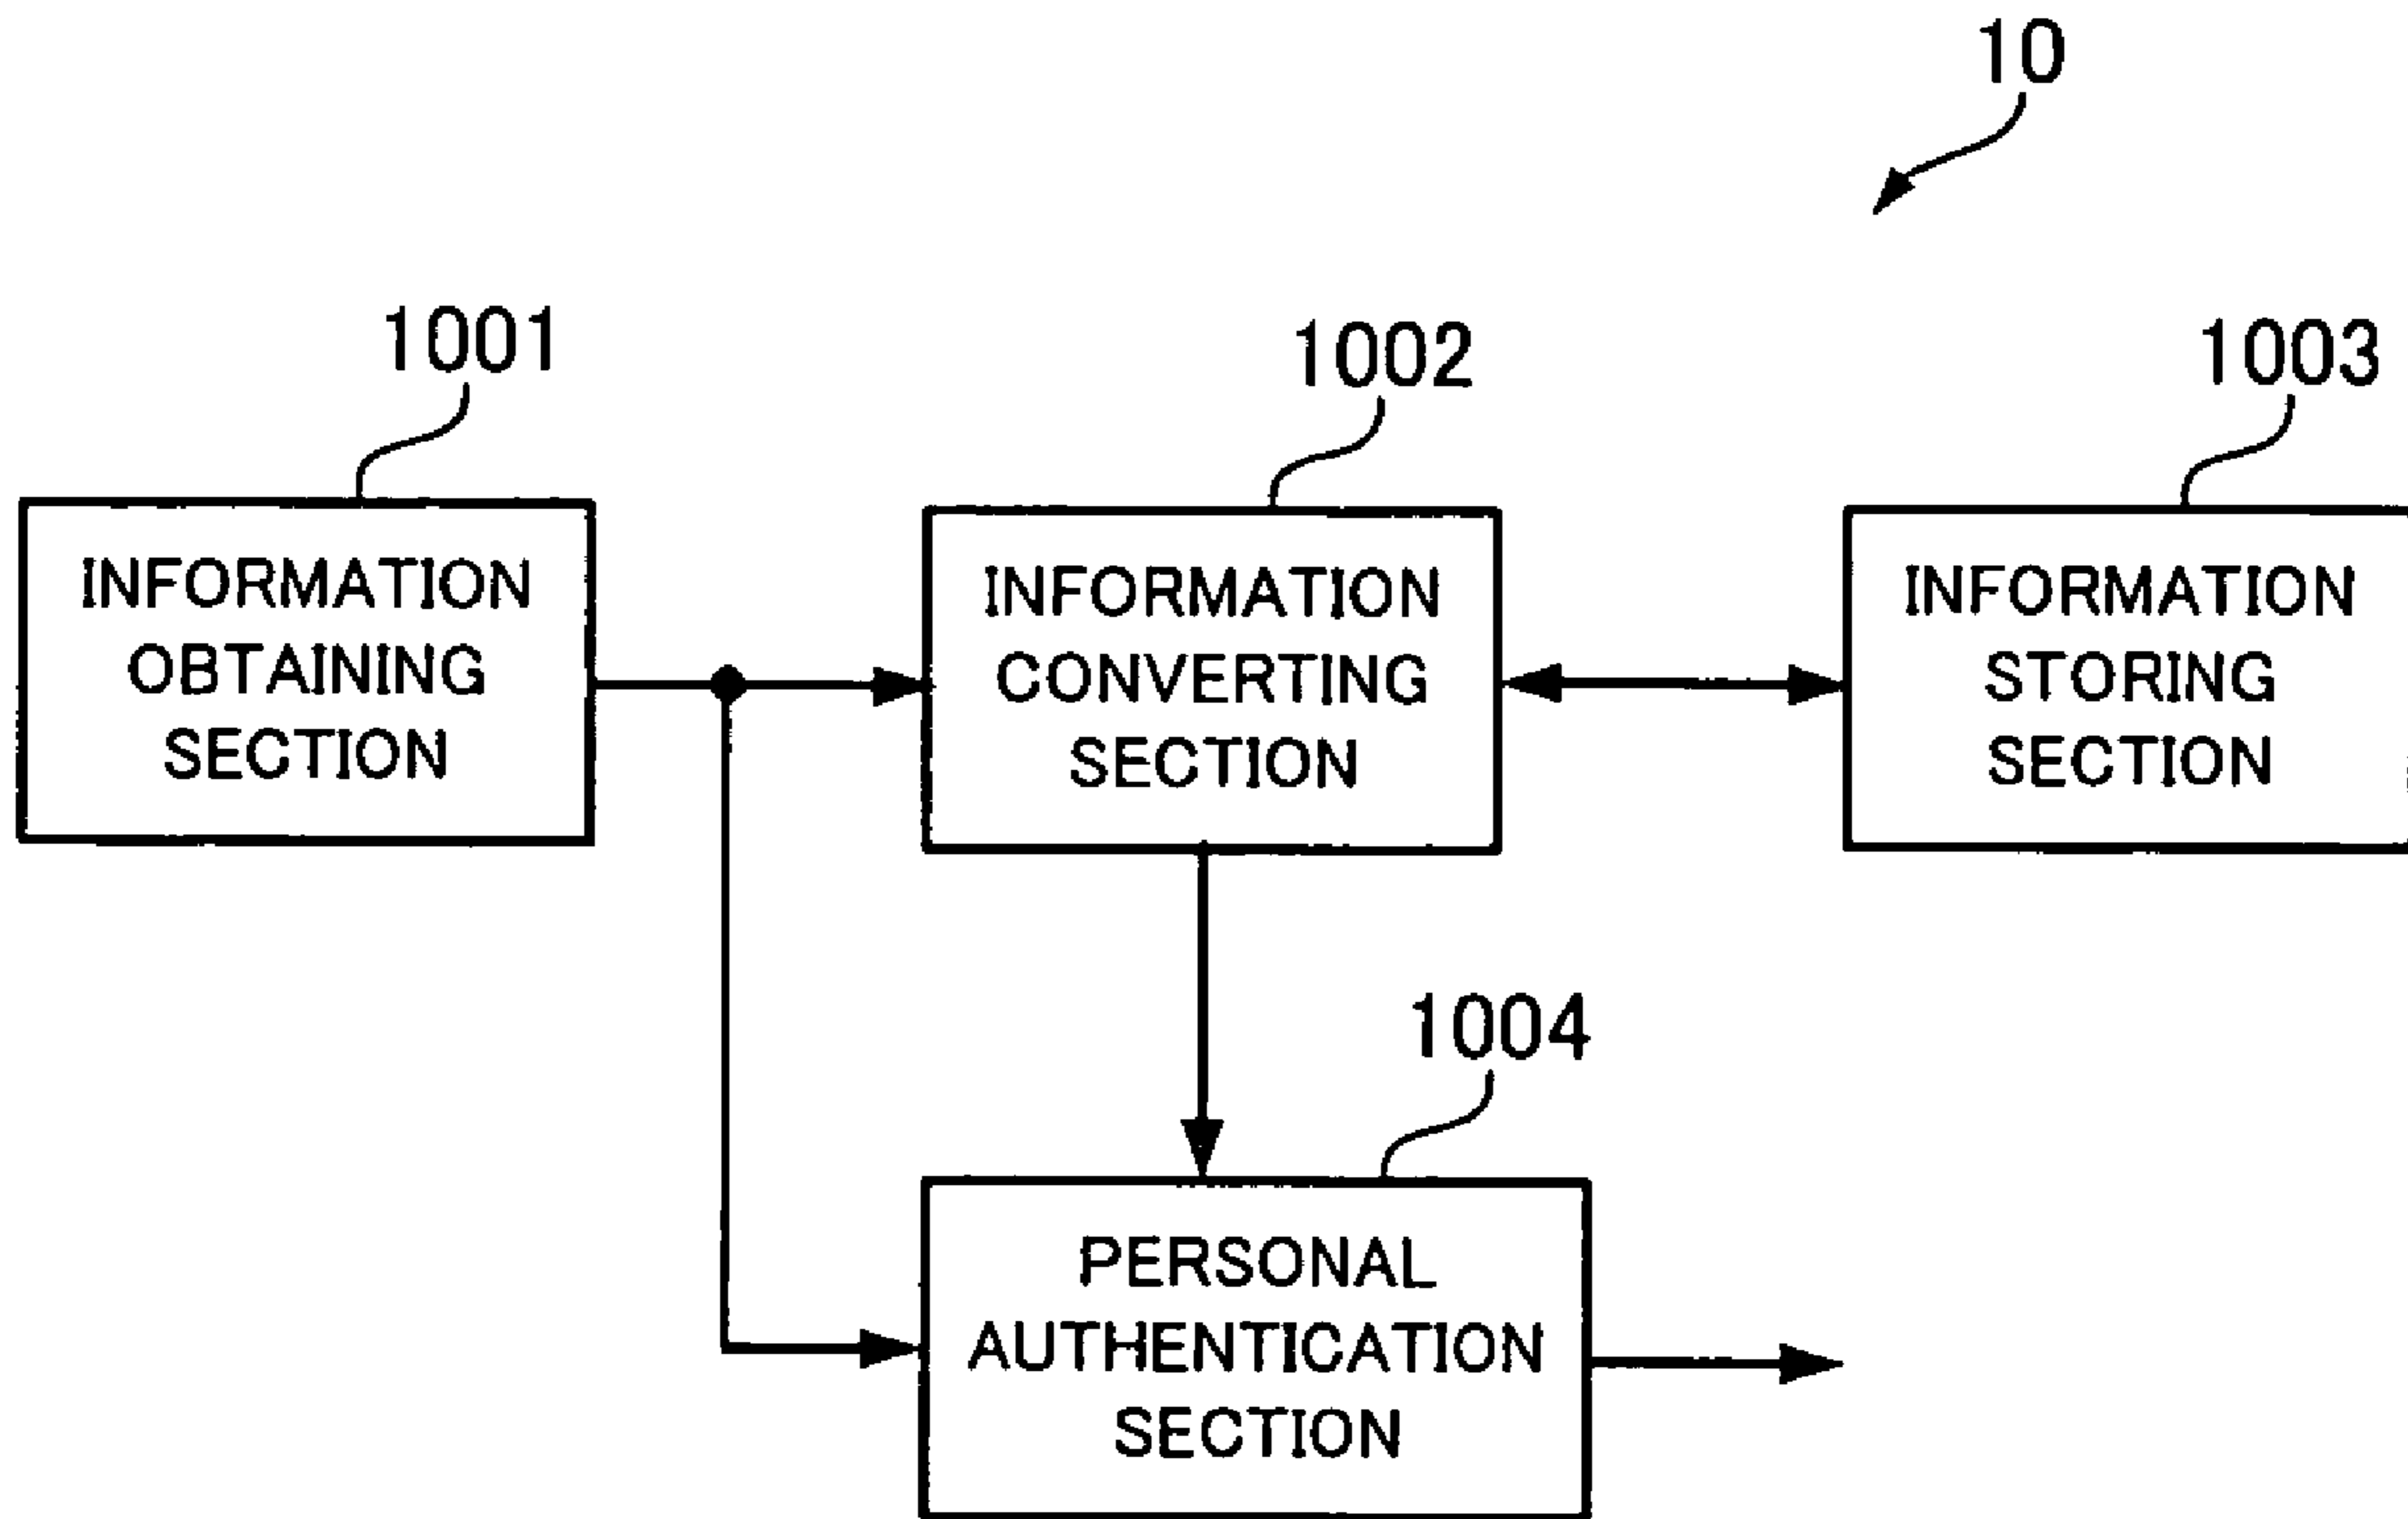 10
1001
INFORMATION
OBTAINING
SECTION
1002
INFORMATION
CONVERTING
SECTION
1003
INFORMATION
STORING
SECTION
1004
PERSONAL
AUTHENTICATION
SECTION